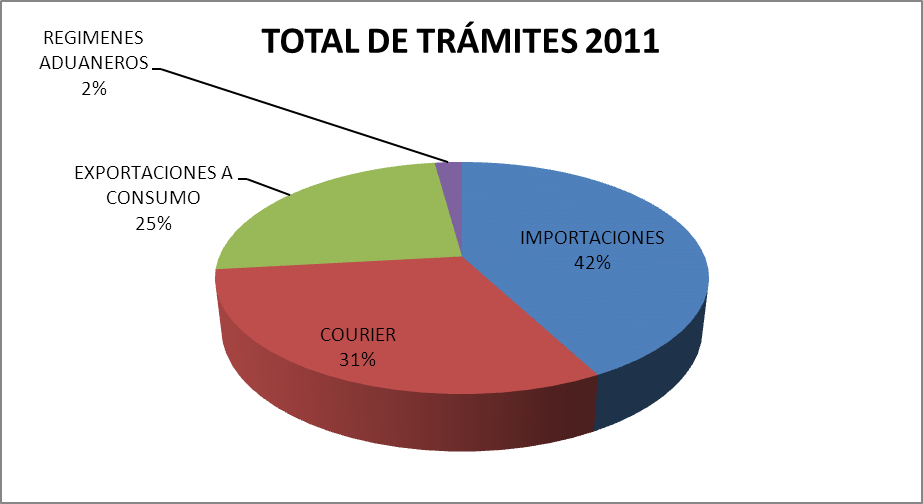 TOTAL DE TRÁMITES 2011
REGIMENES
ADUANEROS
2%
EXPORTACIONES A
CONSUMO
25%
IMPORTACIONES
42%
COURIER
31%